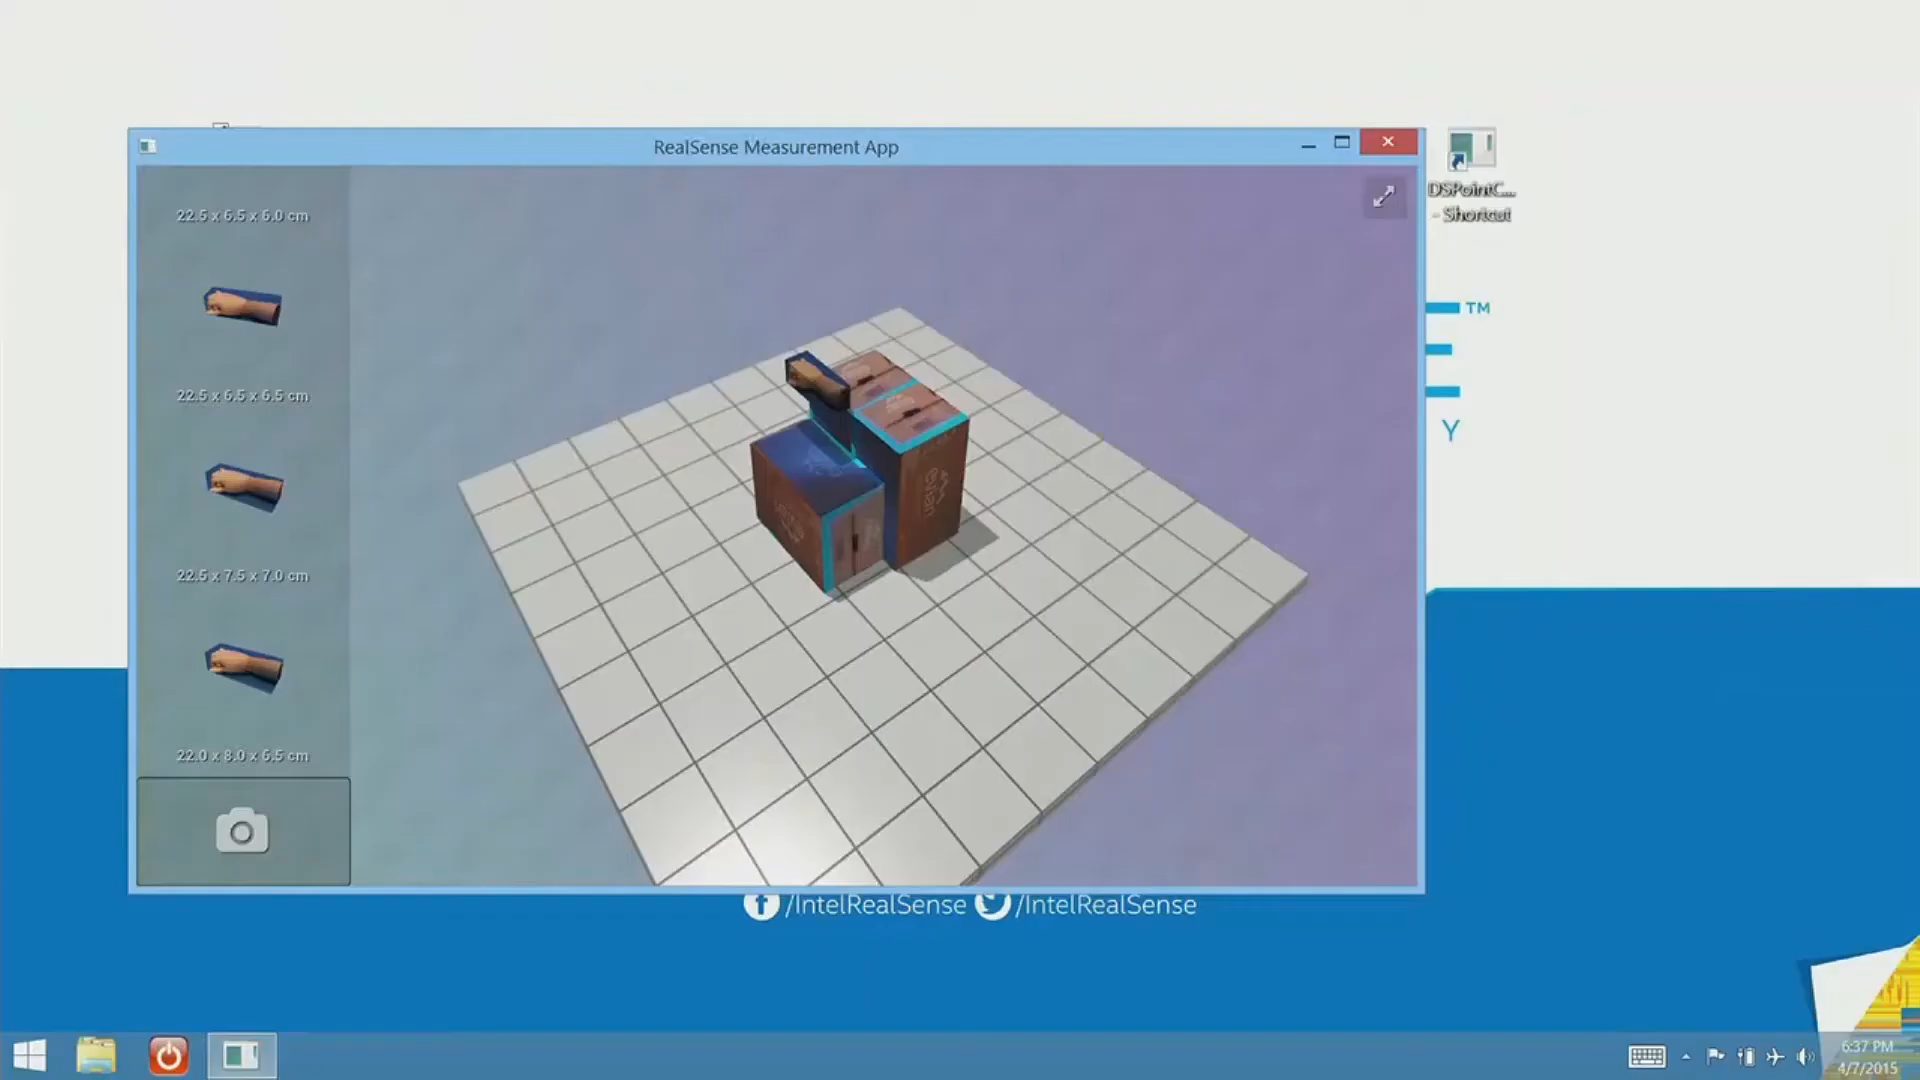 RealSense Measurement App
22.5 x 6.5 x 6.0 cm
22.5 x 6.5 x 6.5 cm
22.5 x 7.5 x 7.0 cm
22.0 x 8.0 x 6.5 cm
DSPointC...
- Shortcut
TM
Y
evian
/IntelRealSense /IntelRealSense
6:37 PM
4/7/2015